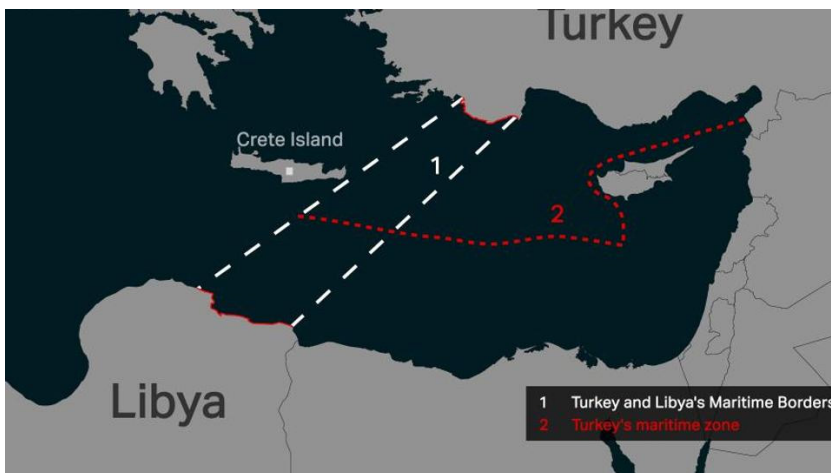 Turkey
Crete Island
1
2
Libya
1 Turkey and Libya's Maritime Borders
2 Turkey's maritime zone